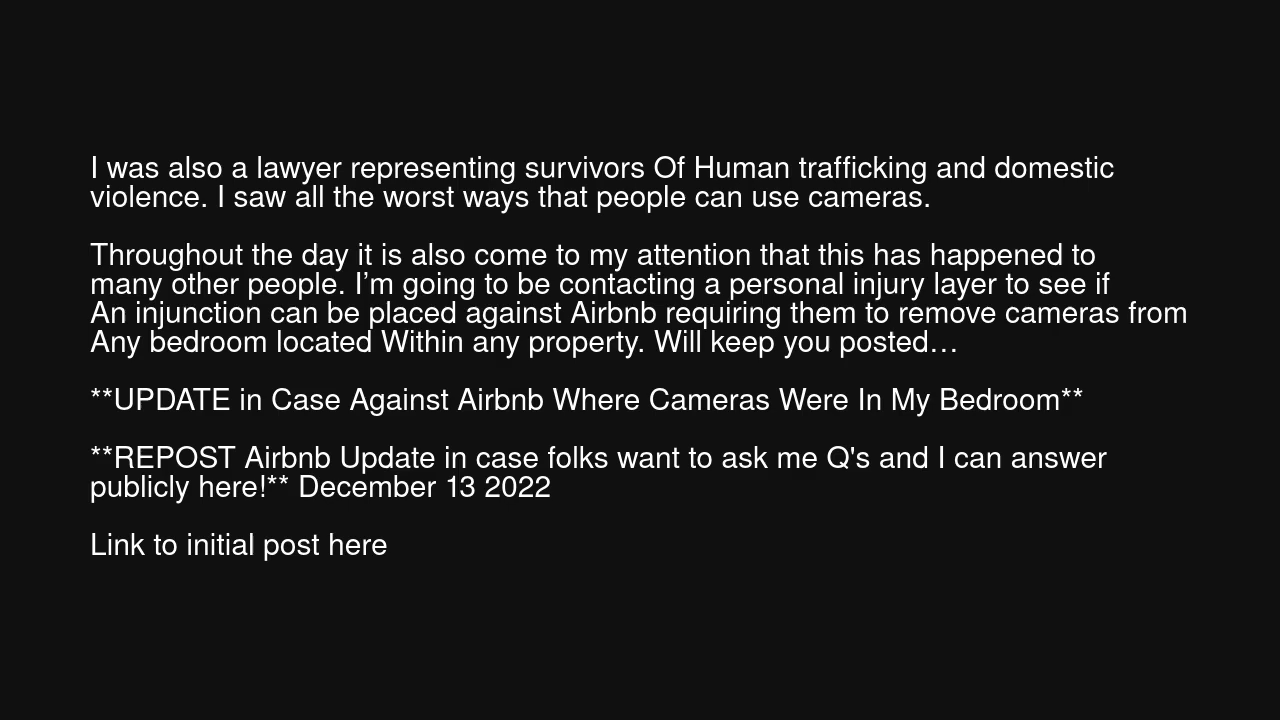 I was also a lawyer representing survivors Of Human trafficking and domestic
violence. I saw all the worst ways that people can use cameras.
Throughout the day it is also come to my attention that this has happened to
many other people. I’m going to be contacting a personal injury layer to see if
An injunction can be placed against Airbnb requiring them to remove cameras from
Any bedroom located Within any property. Will keep you posted…
**UPDATE in Case Against Airbnb Where Cameras Were In My Bedroom**
**REPOST Airbnb Update in case folks want to ask me Q's and I can answer
publicly here!** December 13 2022
Link to initial post here